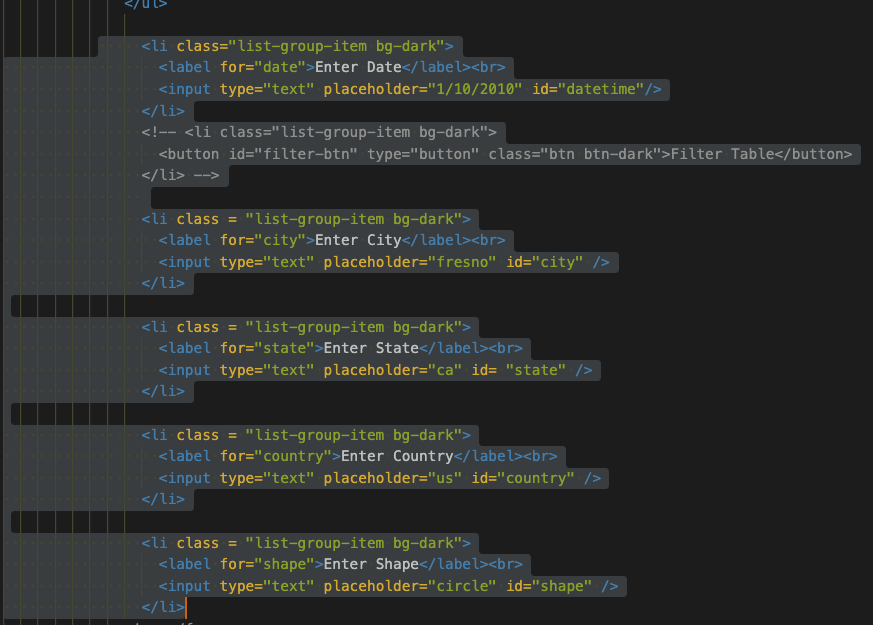 </ul>
<li class="list-group-item bg-dark">
<label for="date">Enter Date</label><br>
<input type="text" placeholder="1/10/2010" id="datetime"/>
</li>
<!-- <li class="list-group-item bg-dark">
<button id="filter-btn" type="button" class="btn btn-dark">Filter Table</button>
</li> -->
<li class = "list-group-item bg-dark">
<label for="city">Enter City</label><br>
<input type="text" placeholder="fresno" id="city" />
</li>
<li class = "list-group-item bg-dark">
<label for="state">Enter State</label><br>
<input type="text" placeholder="ca" id= "state" />
</li>
<li class = "list-group-item bg-dark">
<label for="country">Enter Country</label><br>
<input type="text" placeholder="us" id="country" />
</li>
<li class = "list-group-item bg-dark">
<label for="shape">Enter Shape</label><br>
<input type="text" placeholder="circle" id="shape" />
</li>